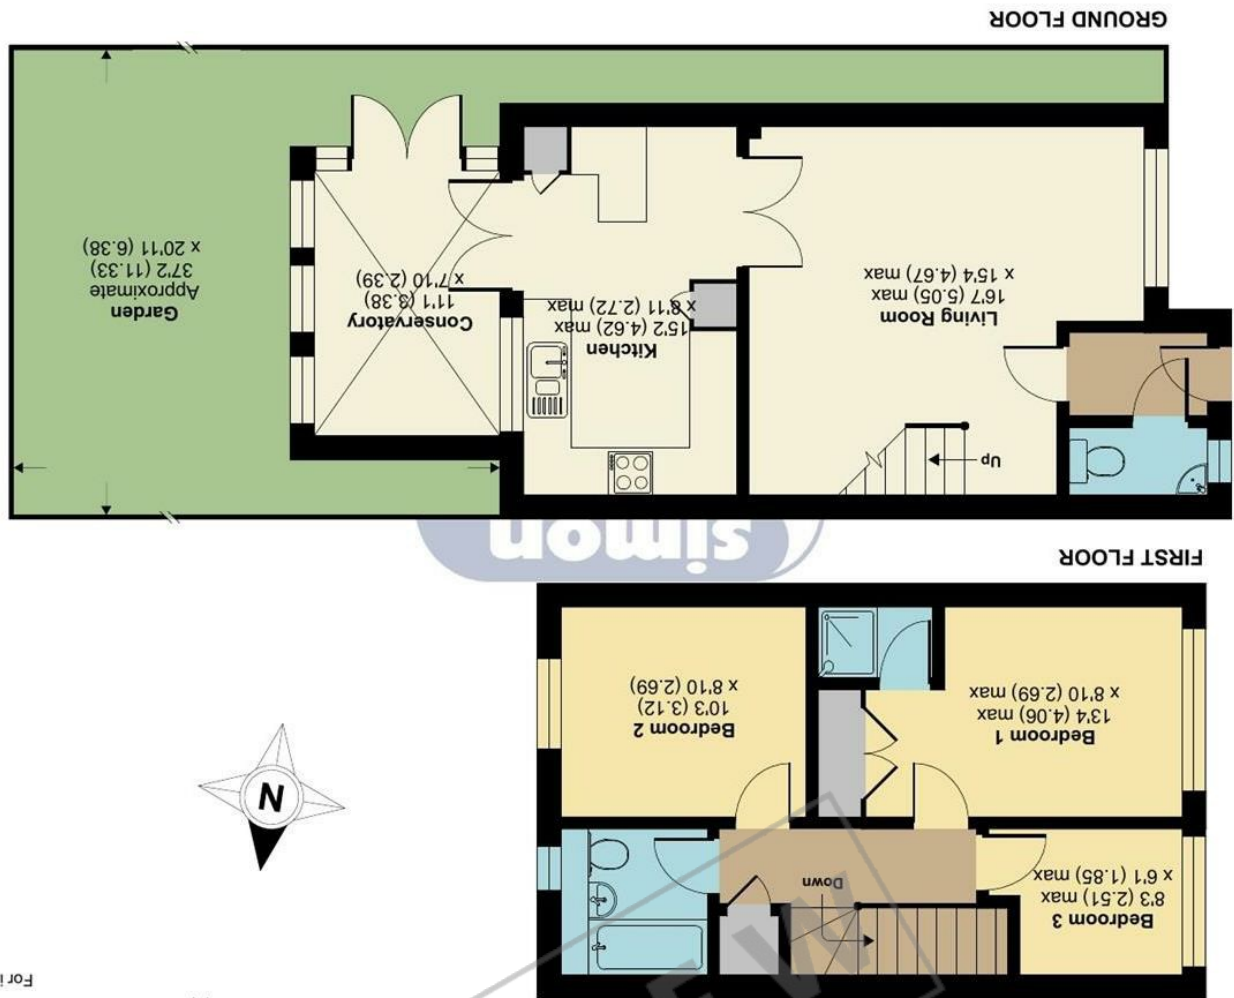 For i
Bedroom 3
8'3 (2.51) max
x 6'1 (1.85) max
Down
Bedroom 1
13'4 (4.06) max
x 8'10 (2.69) max
Bedroom 2
10'3 (3.12)
x 8'10 (2.69)
N
FIRST FLOOR
simon
Up
Living Room
16'7 (5.05) max
x 15'4 (4.67) max
Kitchen
15'2 (4.62) max
x 8'11 (2.72) max
Conservatory
11'1 (3.38)
x 7'10 (2.39)
Garden
Approximate
37'2 (11.33)
x 20'11 (6.38)
GROUND FLOOR